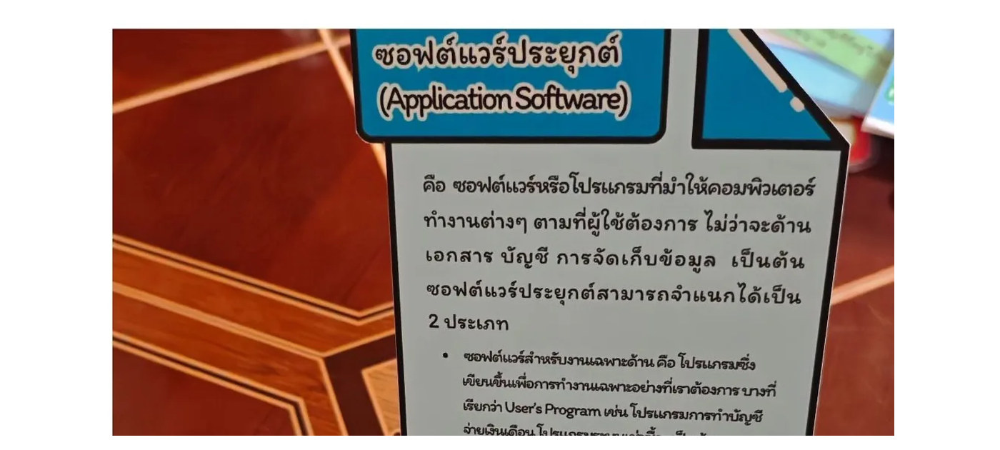 ซอฟต์แวร์ประยุกต์
(Application Software)
คือ ซอฟต์แวร์หรือโปรแกรมที่มำให้คอมพิวเตอร์
ทำงานต่างๆ ตามที่ผู้ใช้ต้องการ ไม่ว่าจะด้าน
เอกสาร บัญชี การจัดเก็บข้อมูล เป็นต้น
ซอฟต์แวร์ประยุกต์สามารถจำแนกได้เป็น
2 ประเภท
• ซอฟต์แวร์สำหรับงานเฉพาะด้าน คือ โปรแกรมซึ่ง
เขียนขึ้นเพื่อการทำงานเฉพาะอย่างที่เราต้องการ บางที่
เรียกว่า User's Program เช่น โปรแกรมการทำบัญชี
จ่ายเงินเดือน